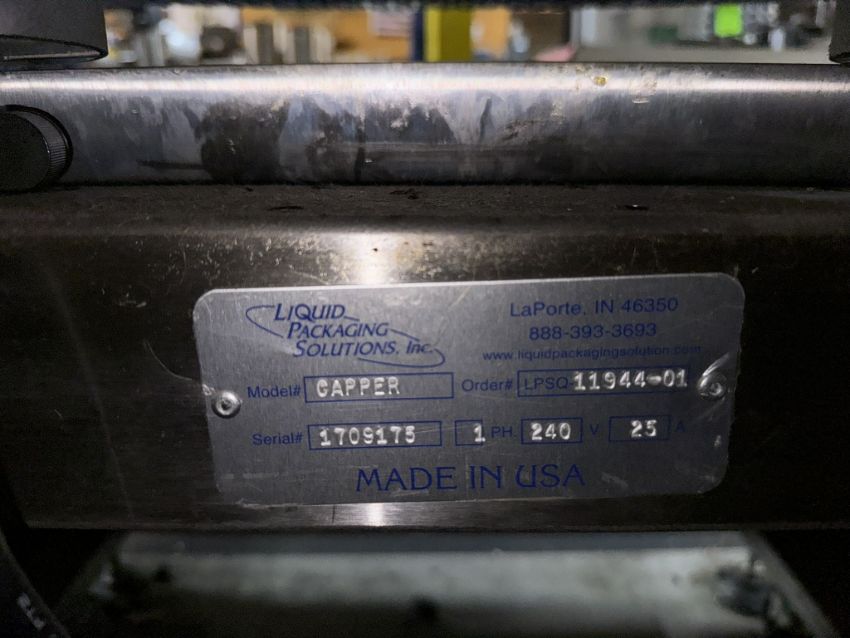 LIQUID
PACKAGING
SOLUTIONS, Inc.
LaPorte, IN 46350
888-393-3693
www.liquidpackagingsolution.com
Model# CAPPER Order# LPSQ-11944-01
Serial# 1709175 1 PH. 240 V 25 A
MADE IN USA